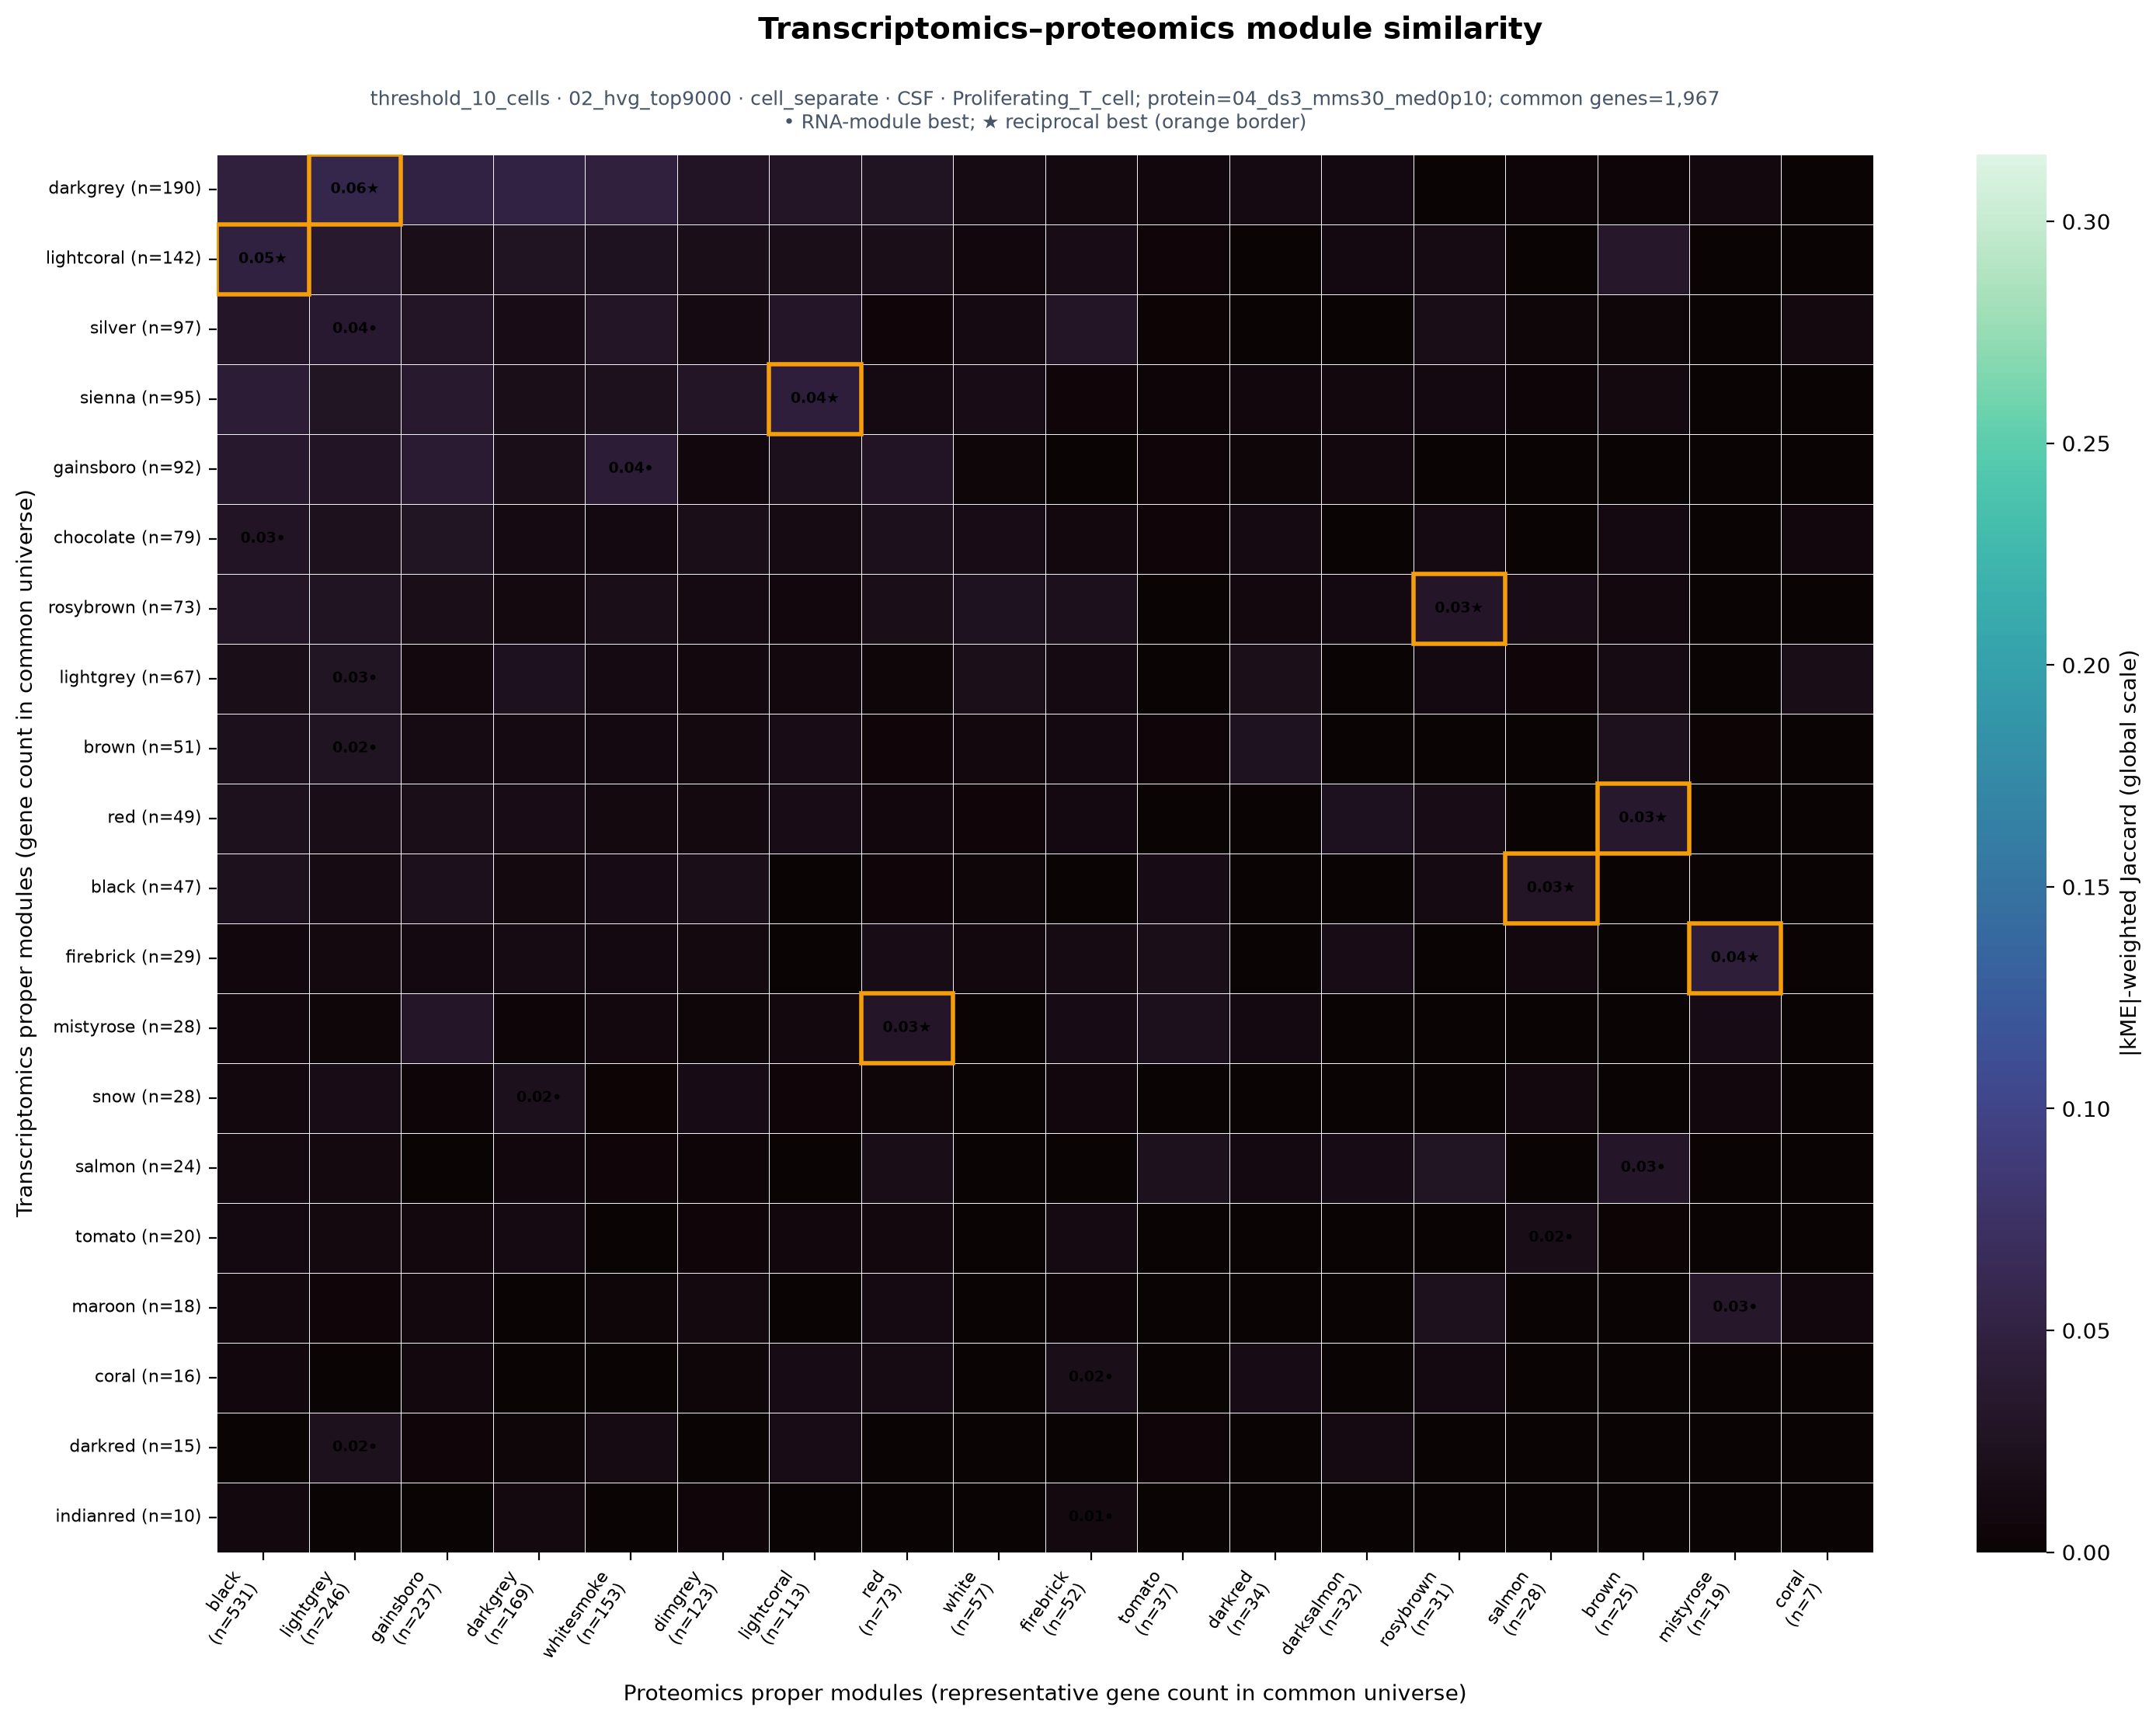 Transcriptomics–proteomics module similarity
threshold_10_cells · 02_hvg_top9000 · cell_separate · CSF · Proliferating_T_cell; protein=04_ds3_mms30_med0p10; common genes=1,967
• RNA-module best; ★ reciprocal best (orange border)
Transcriptomics proper modules (gene count in common universe)
darkgrey (n=190)
0.06★
lightcoral (n=142)
0.05★
silver (n=97)
0.04•
sienna (n=95)
0.04★
gainsboro (n=92)
0.04•
chocolate (n=79)
0.03•
rosybrown (n=73)
0.03★
lightgrey (n=67)
0.03•
brown (n=51)
0.02•
red (n=49)
0.03★
black (n=47)
0.03★
firebrick (n=29)
0.04★
mistyrose (n=28)
0.03★
snow (n=28)
0.02•
salmon (n=24)
0.03•
tomato (n=20)
0.02•
maroon (n=18)
0.03•
coral (n=16)
0.02•
darkred (n=15)
0.02•
indianred (n=10)
0.01•
black
(n=531)
lightgrey
(n=246)
gainsboro
(n=237)
darkgrey
(n=169)
whitesmoke
(n=153)
dimgrey
(n=123)
lightcoral
(n=113)
red
(n=73)
white
(n=57)
firebrick
(n=52)
tomato
(n=37)
darkred
(n=34)
darksalmon
(n=32)
rosybrown
(n=31)
salmon
(n=28)
brown
(n=25)
mistyrose
(n=19)
coral
(n=7)
Proteomics proper modules (representative gene count in common universe)
0.30
0.25
0.20
0.15
0.10
0.05
0.00
|kME|-weighted Jaccard (global scale)